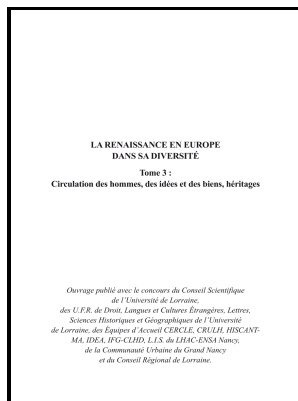 LA RENAISSANCE EN EUROPE
DANS SA DIVERSITÉ
Tome 3 :
Circulation des hommes, des idées et des biens, héritages
Ouvrage publié avec le concours du Conseil Scientifique
de l'Université de Lorraine,
des U.F.R. de Droit, Langues et Cultures Étrangères, Lettres,
Sciences Historiques et Géographiques de l'Université
de Lorraine, des Équipes d'Accueil CERCLE, CRULH, HISCANT-
MA, IDEA, IFG-CLHD, L.I.S. du LHAC-ENSA Nancy,
de la Communauté Urbaine du Grand Nancy
et du Conseil Régional de Lorraine.